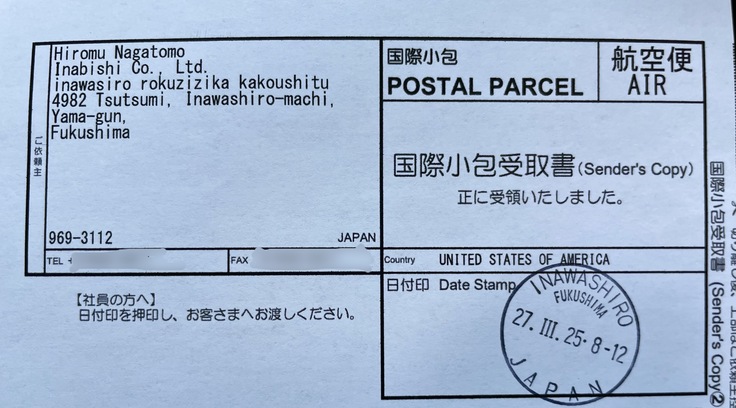 Hiromu Nagatomo
Inabishi Co., Ltd.
inawasiro rokuzizika kakoushitu
4982 Tsutsumi, Inawashiro-machi,
Yama-gun,
Fukushima
ご依頼主
969-3112
JAPAN
TEL +
FAX
国際小包
POSTAL PARCEL
航空便
AIR
国際小包受取書(Sender's Copy)
正に受領いたしました。
Country UNITED STATES OF AMERICA
日付印 Date Stamp
INAWASHIRO
FUKUSHIMA
27. III. 25・8-12
JAPAN
【社員の方へ】
日付印を押印し、お客さまへお渡しください。
国際小包受取書 (Sender's Copy②)